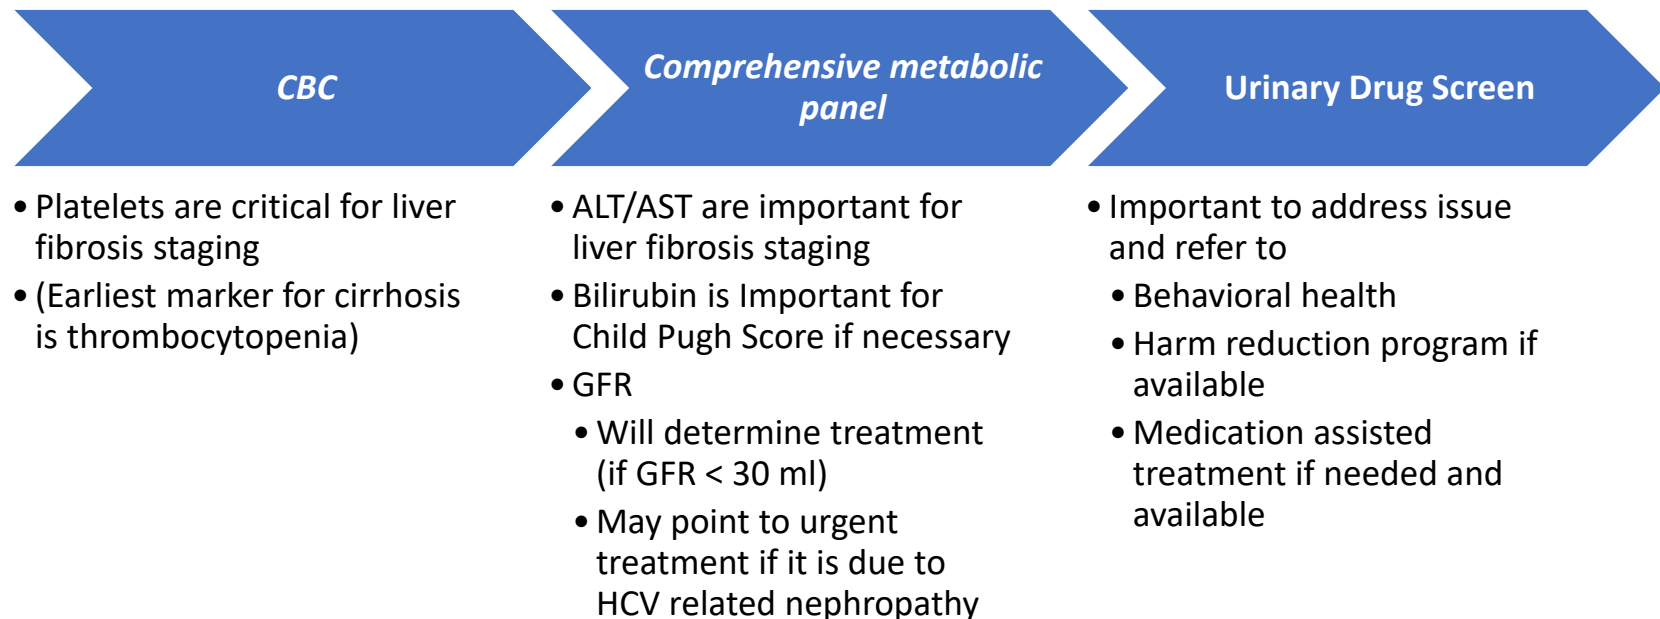 CBC
Comprehensive metabolic
panel
Urinary Drug Screen
• Platelets are critical for liver
fibrosis staging
• (Earliest marker for cirrhosis
is thrombocytopenia)
• ALT/AST are important for
liver fibrosis staging
• Bilirubin is Important for
Child Pugh Score if necessary
• GFR
• Will determine treatment
(if GFR < 30 ml)
• May point to urgent
treatment if it is due to
HCV related nephropathy
• Important to address issue
and refer to
• Behavioral health
• Harm reduction program if
available
• Medication assisted
treatment if needed and
available